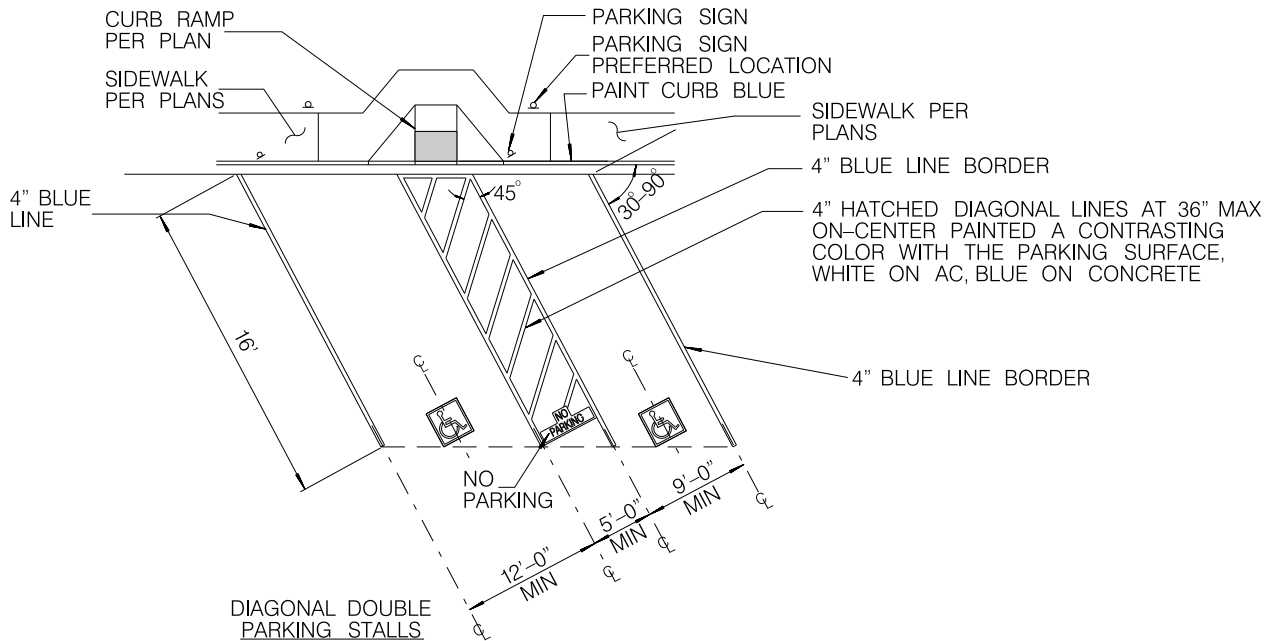 CURB RAMP
PER PLAN
SIDEWALK
PER PLANS
PARKING SIGN
PARKING SIGN
PREFERRED LOCATION
PAINT CURB BLUE
SIDEWALK PER
PLANS
4” BLUE LINE BORDER
4” HATCHED DIAGONAL LINES AT 36” MAX
ON–CENTER PAINTED A CONTRASTING
COLOR WITH THE PARKING SURFACE,
WHITE ON AC, BLUE ON CONCRETE
4” BLUE
LINE
45°
30°–90°
16'
4” BLUE LINE BORDER
℄
℄
NO
PARKING
NO
PARKING
12'–0”
MIN
5'–0”
MIN
9'–0”
MIN
℄
℄
℄
℄
DIAGONAL DOUBLE
PARKING STALLS